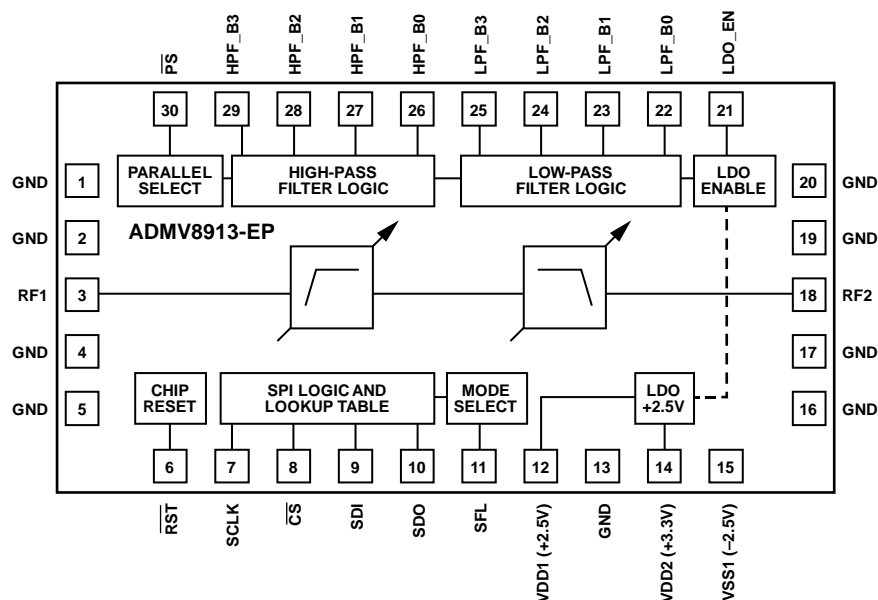 P̅S̅
HPF_B3
HPF_B2
HPF_B1
HPF_B0
LPF_B3
LPF_B2
LPF_B1
LPF_B0
LDO_EN
30
29
28
27
26
25
24
23
22
21
PARALLEL
SELECT
HIGH-PASS
FILTER LOGIC
LOW-PASS
FILTER LOGIC
LDO
ENABLE
GND 1
20 GND
GND 2
ADMV8913-EP
19 GND
RF1 3
18 RF2
GND 4
17 GND
GND 5
16 GND
CHIP
RESET
SPI LOGIC AND
LOOKUP TABLE
MODE
SELECT
LDO
+2.5V
6
7
8
9
10
11
12
13
14
15
R̅S̅T̅
SCLK
C̅S̅
SDI
SDO
SFL
VDD1 (+2.5V)
GND
VDD2 (+3.3V)
VSS1 (–2.5V)